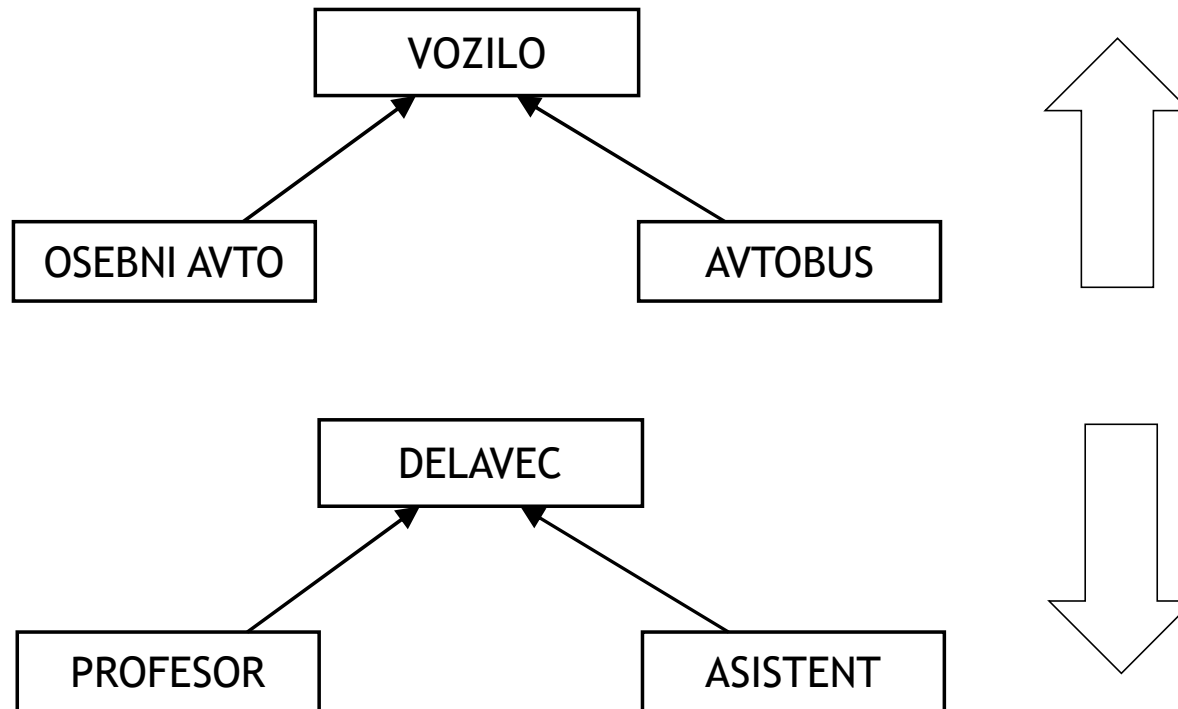 VOZILO
OSEBNI AVTO
AVTOBUS
DELAVEC
PROFESOR
ASISTENT